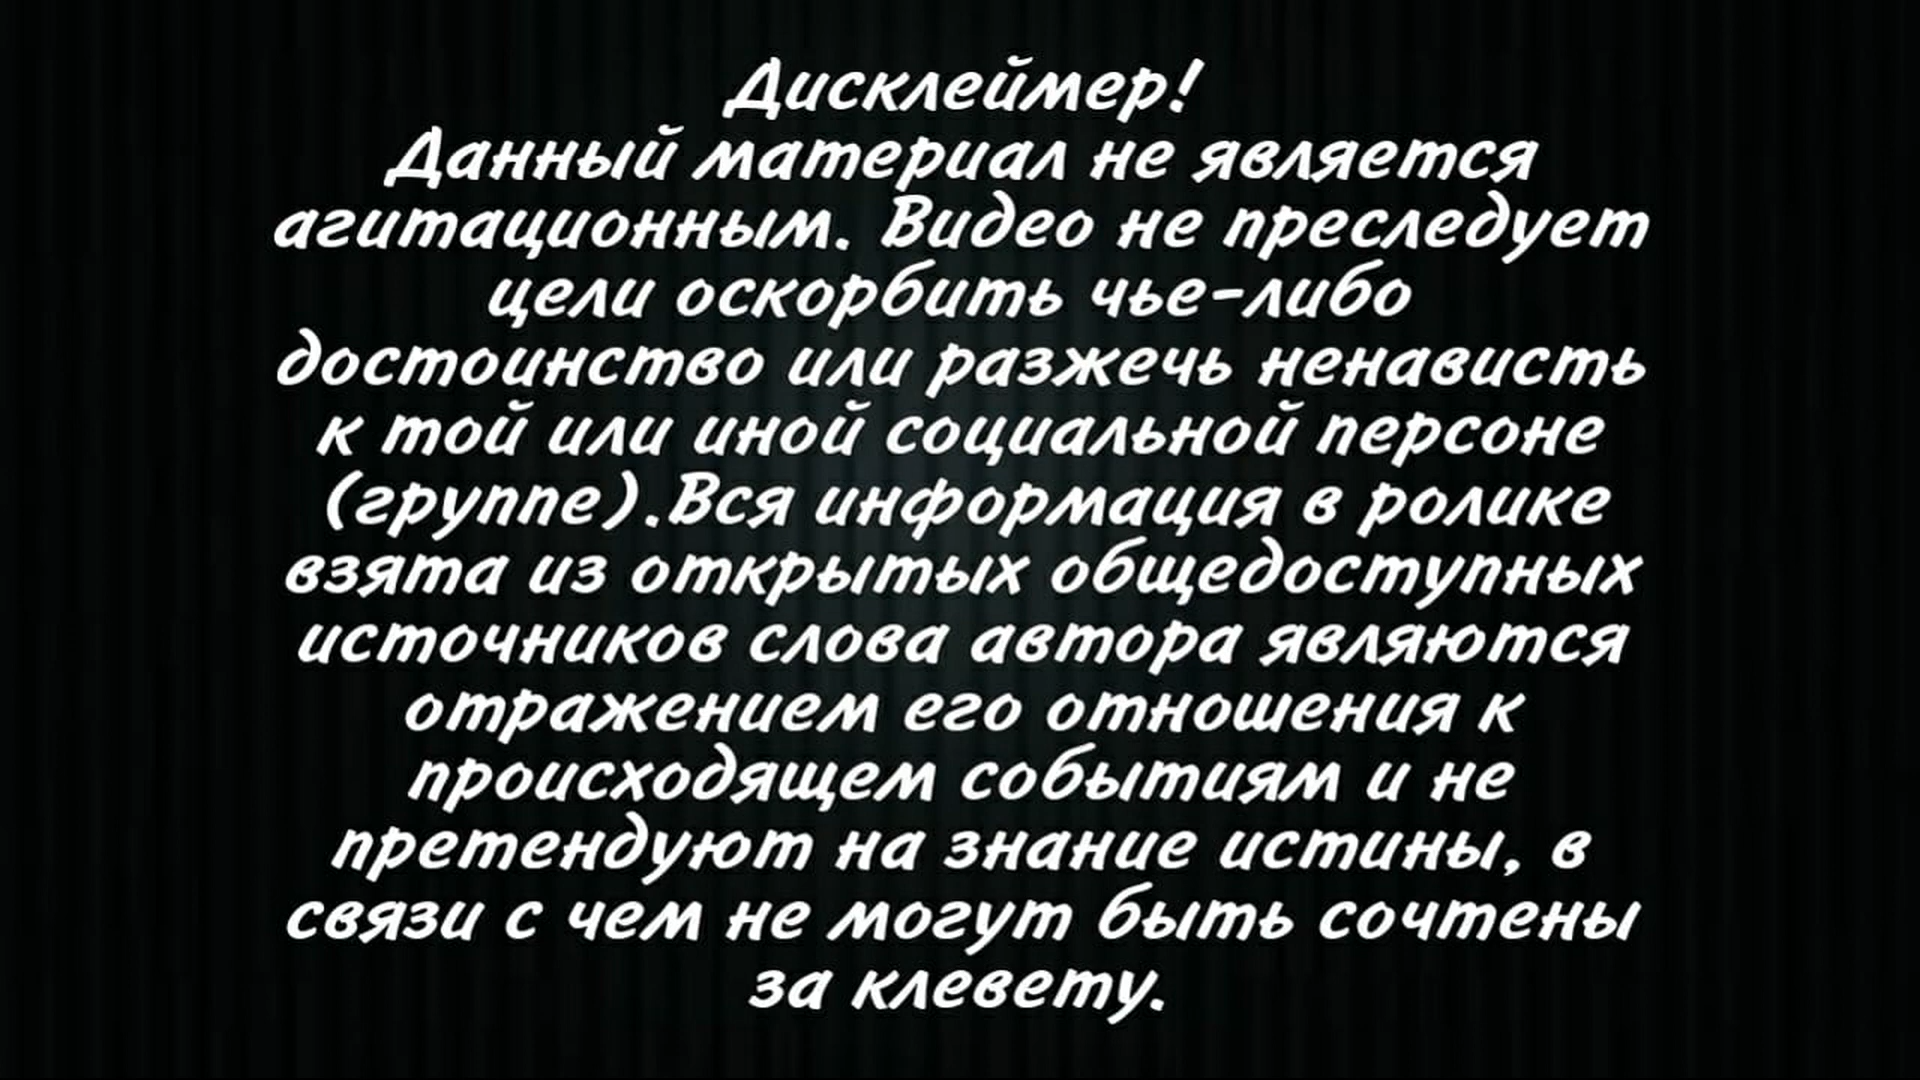 Дисклеймер!
Данный материал не является
агитационным. Видео не преследует
цели оскорбить чье-либо
достоинство или разжечь ненависть
к той или иной социальной персоне
(группе).Вся информация в ролике
взята из открытых общедоступных
источников слова автора являются
отражением его отношения к
происходящем событиям и не
претендуют на знание истины, в
связи с чем не могут быть сочтены
за клевету.